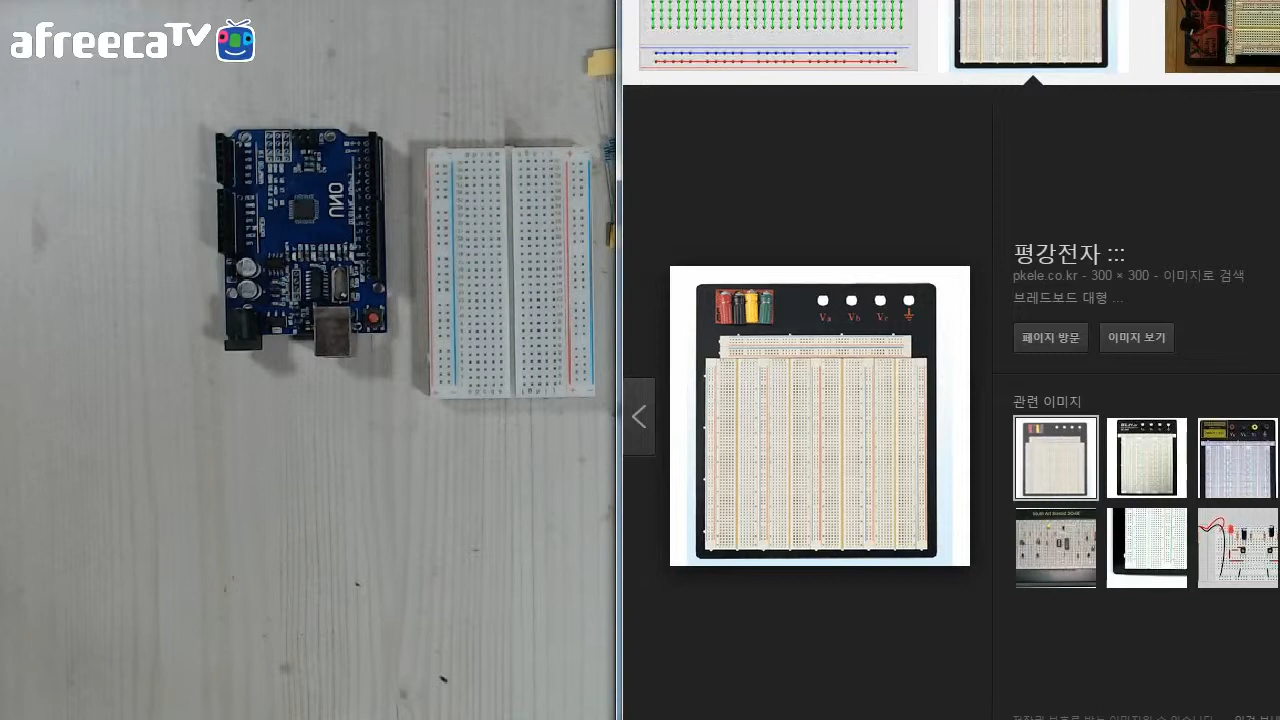 afreecaTV
UNO
Va
Vb
Vc
평강전자 :::
pkele.co.kr - 300 × 300 - 이미지로 검색
브레드보드 대형 ...
페이지 방문
이미지 보기
관련 이미지